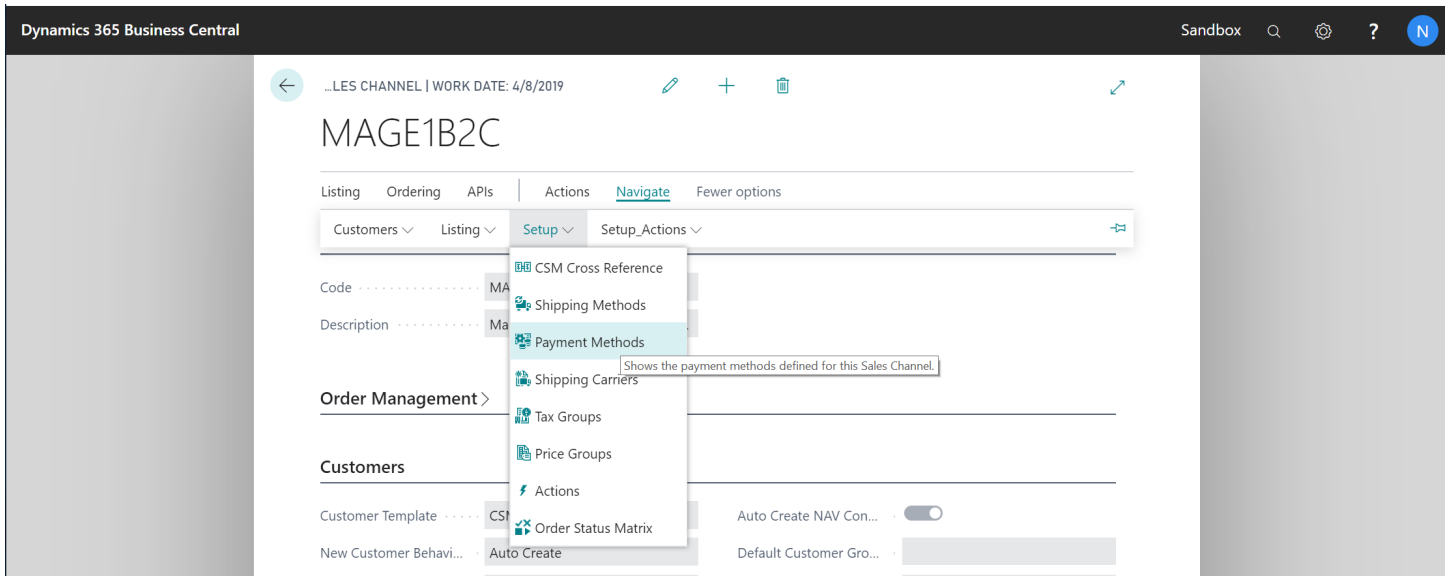 Dynamics 365 Business Central Sandbox ? N
...LES CHANNEL | WORK DATE: 4/8/2019
MAGE1B2C
Listing Ordering APIs Actions Navigate Fewer options
Customers Listing Setup Setup_Actions
CSM Cross Reference
Code MA
Shipping Methods
Description Ma
Payment Methods
Shows the payment methods defined for this Sales Channel.
Shipping Carriers
Order Management
Tax Groups
Price Groups
Customers
Actions
Customer Template CSM Auto Create NAV Con...
Order Status Matrix
New Customer Behavi... Auto Create Default Customer Gro...